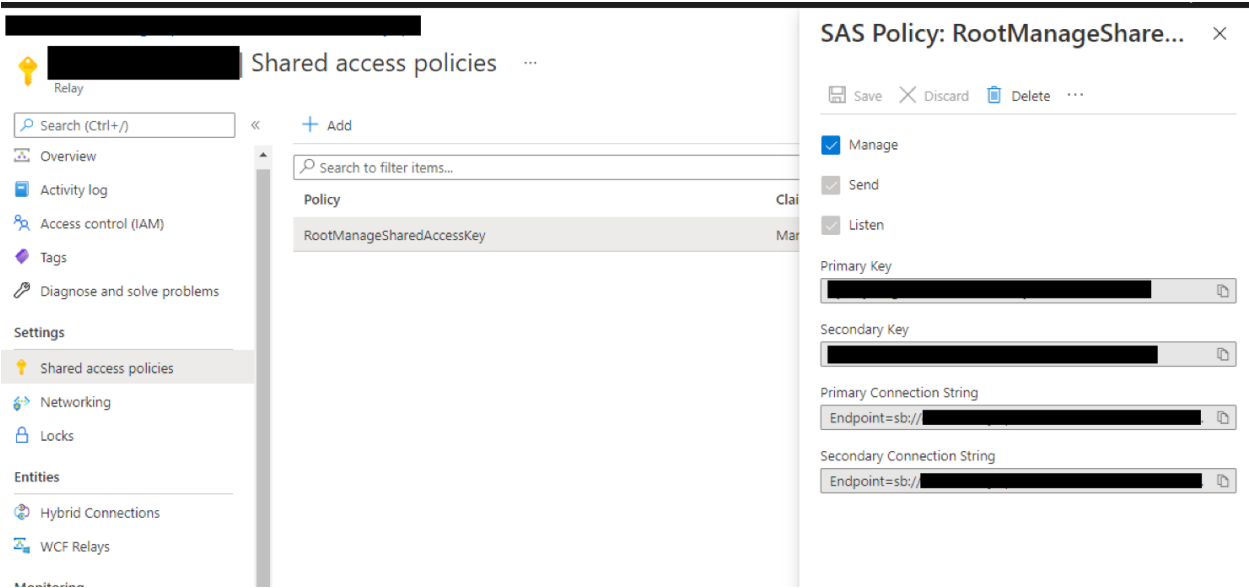 Shared access policies ...
Relay
Search (Ctrl+/)
«
Overview
Activity log
Access control (IAM)
Tags
Diagnose and solve problems
Settings
Shared access policies
Networking
Locks
Entities
Hybrid Connections
WCF Relays
Monitoring
+ Add
Search to filter items...
Policy Clai
RootManageSharedAccessKey Mar
SAS Policy: RootManageShare...
Save Discard Delete ...
Manage
Send
Listen
Primary Key
Secondary Key
Primary Connection String
Endpoint=sb://
Secondary Connection String
Endpoint=sb://